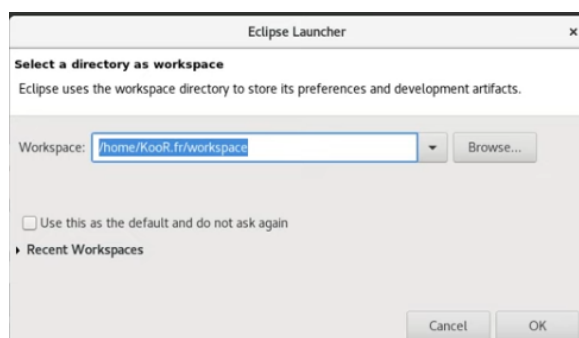 Eclipse Launcher
×
Select a directory as workspace
Eclipse uses the workspace directory to store its preferences and development artifacts.
Workspace: /home/KooR.fr/workspace Browse...
Use this as the default and do not ask again
Recent Workspaces
Cancel OK